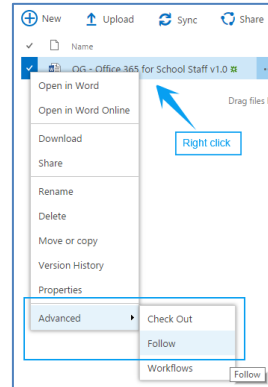 New Upload Sync Share
Name
OG - Office 365 for School Staff v1.0
Open in Word
Open in Word Online
Drag files
Download
Right click
Share
Rename
Delete
Move or copy
Version History
Properties
Advanced
Check Out
Follow
Workflows
Follow